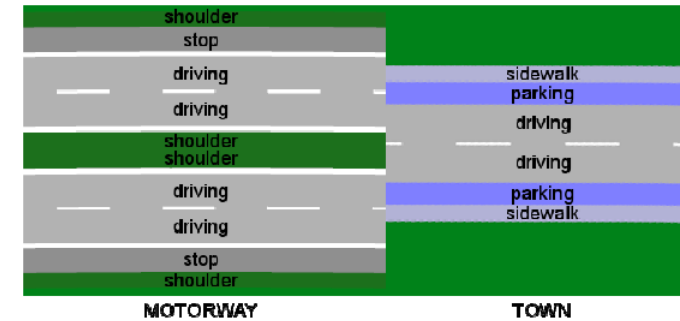 shoulder
stop
driving
driving
shoulder
shoulder
driving
driving
stop
shoulder
MOTORWAY
sidewalk
parking
driving
driving
parking
sidewalk
TOWN